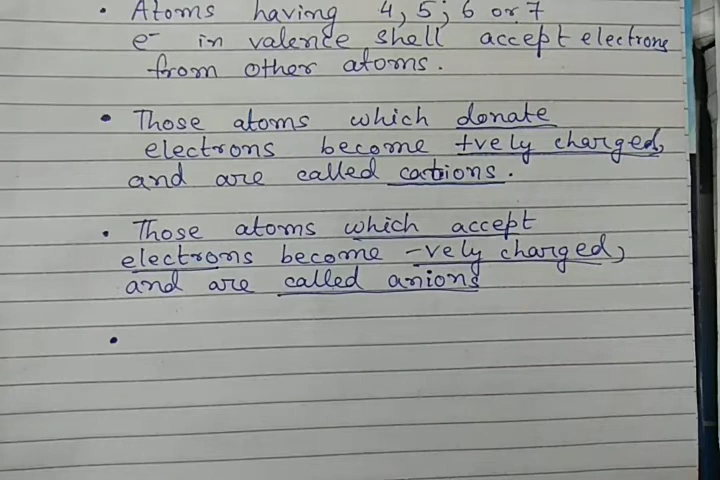 • Atoms having 4, 5, 6 or 7
e- in valence shell accept electrons
from other atoms.
• Those atoms which donate
electrons become +vely charged,
and are called cations.
• Those atoms which accept
electrons become -vely charged,
and are called anions
•